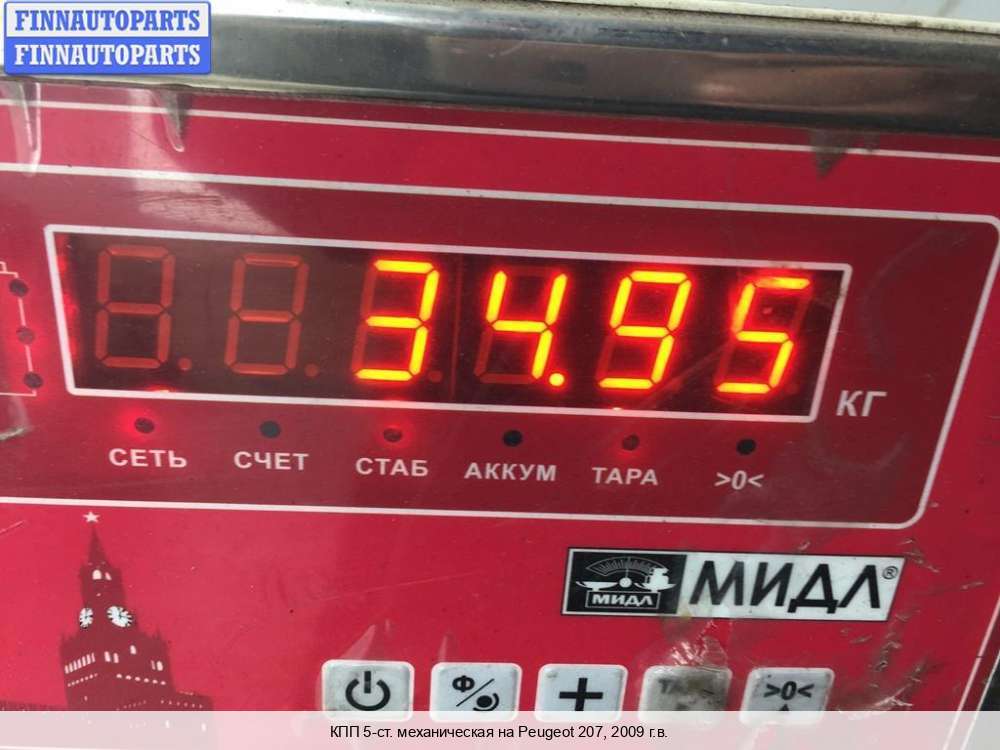 FINNAUTOPARTS
FINNAUTOPARTS
34.95
КГ
СЕТЬ СЧЕТ СТАБ АККУМ ТАРА >0<
МИДЛ МИДЛ®
Ф + >0<
КПП 5-ст. механическая на Peugeot 207, 2009 г.в.